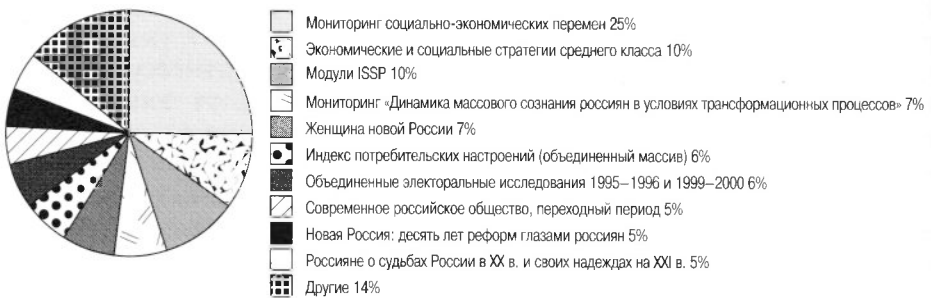 Мониторинг социально-экономических перемен 25%
Экономические и социальные стратегии среднего класса 10%
Модули ISSP 10%
Мониторинг «Динамика массового сознания россиян в условиях трансформационных процессов» 7%
Женщина новой России 7%
Индекс потребительских настроений (объединенный массив) 6%
Объединенные электоральные исследования 1995–1996 и 1999–2000 6%
Современное российское общество, переходный период 5%
Новая Россия: десять лет реформ глазами россиян 5%
Россияне о судьбах России в XX в. и своих надеждах на XXI в. 5%
Другие 14%